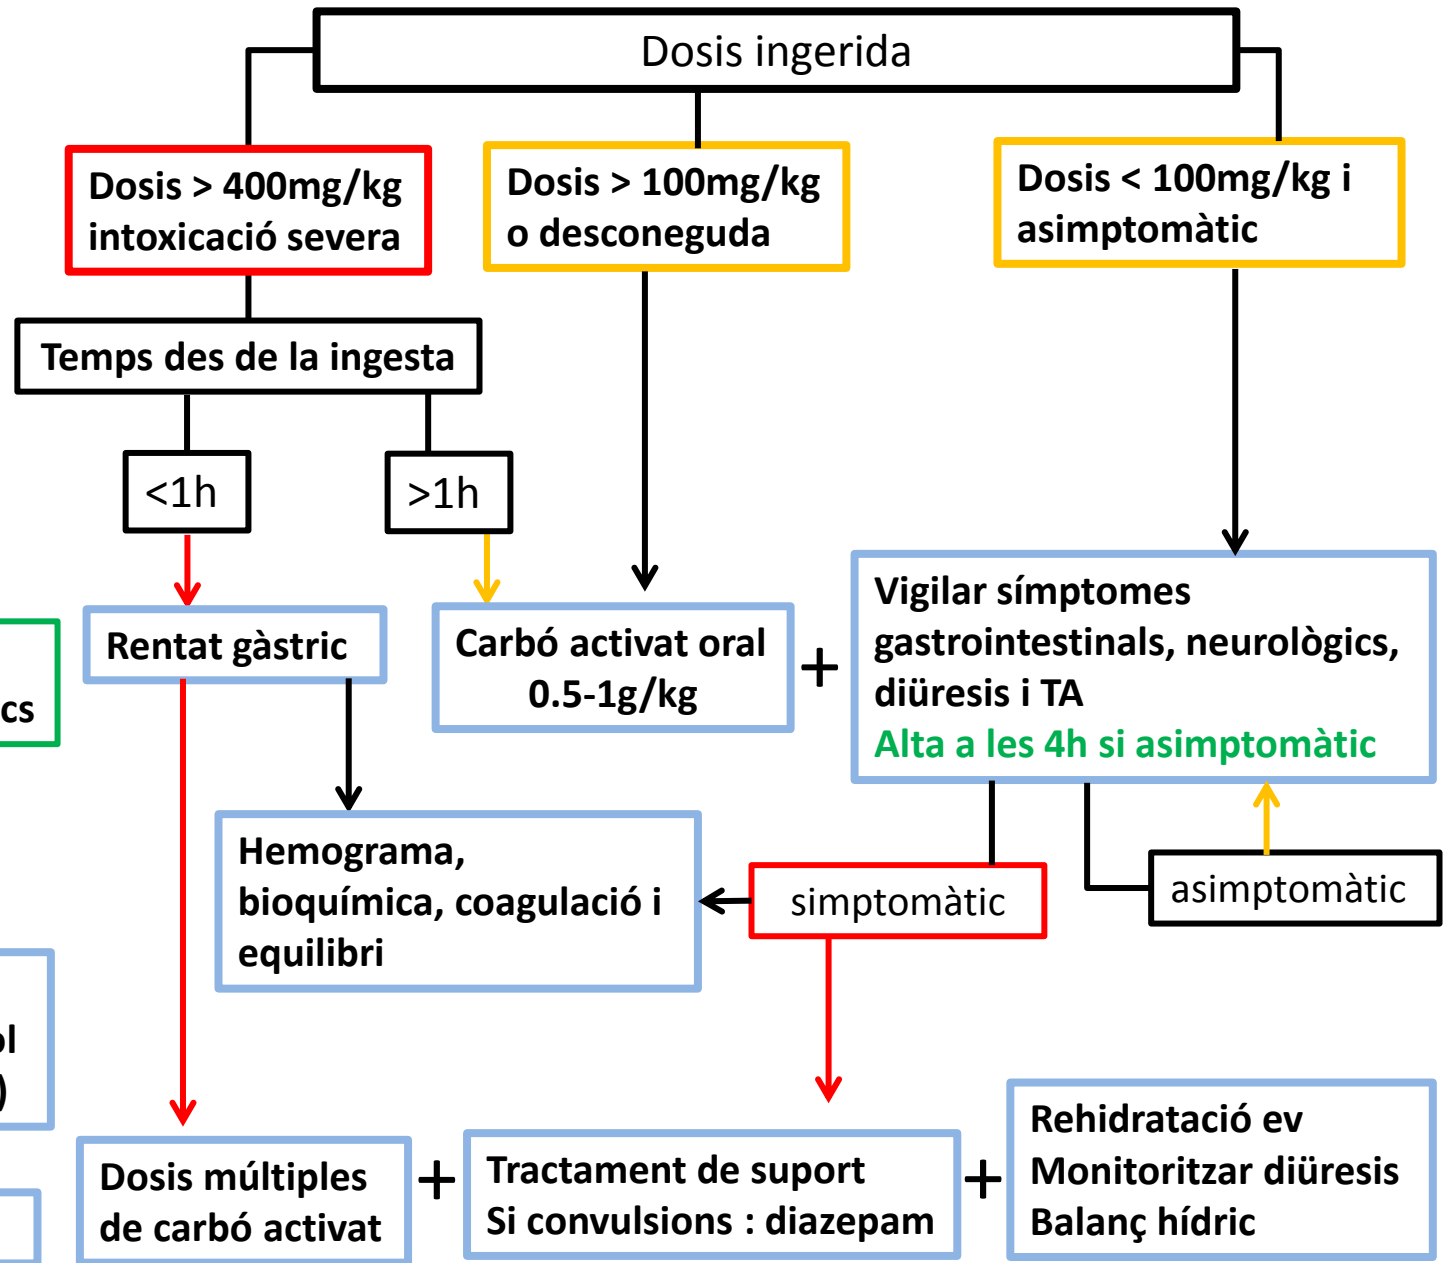 Dosis ingerida
Dosis > 400mg/kg
intoxicació severa
Dosis > 100mg/kg
o desconeguda
Dosis < 100mg/kg i
asimptomàtic
Temps des de la ingesta
<1h
>1h
Rentat gàstric
Carbó activat oral
0.5-1g/kg
+
Vigilar símptomes
gastrointestinals, neurològics,
diüresis i TA
Alta a les 4h si asimptomàtic
cs
Hemograma,
bioquímica, coagulació i
equilibri
simptomàtic
asimptomàtic
ol
)
Dosis múltiples
de carbó activat
+
Tractament de suport
Si convulsions : diazepam
+
Rehidratació ev
Monitoritzar diüresis
Balanç hídric